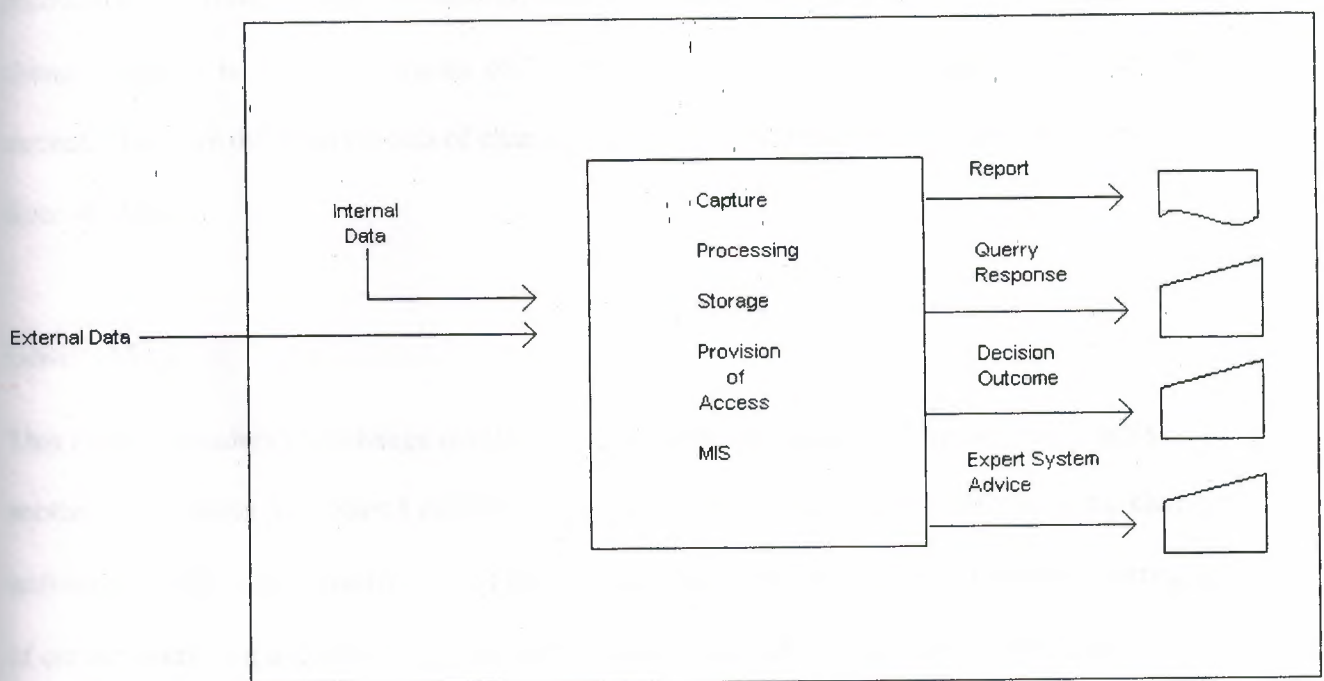 Internal
Data
External Data
Capture
Processing
Storage
Provision
of
Access
MIS
Report
Querry
Response
Decision
Outcome
Expert System
Advice